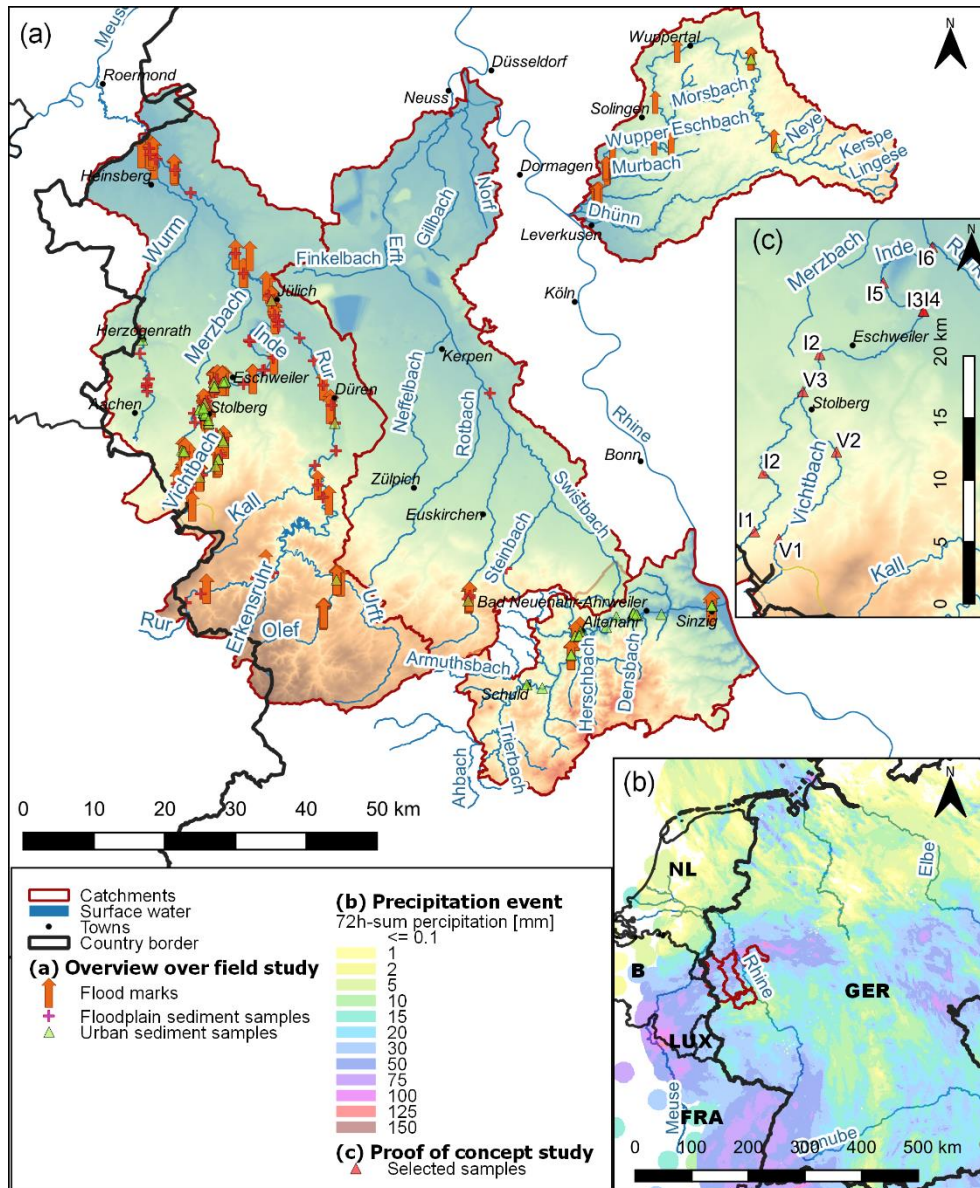 (a)
N
Meuse
Roermond
Düsseldorf
Neuss
Wuppertal
Solingen
Morsbach
Wupper Eschbach
Murbach
Neye
Kerspe
Lingese
Dhünn
Leverkusen
Dormagen
Heinsberg
Wurm
Finkelbach
Erft
Gillbach
Norf
Köln
Jülich
Herzogenrath
Merzbach
Inde
Rur
Eschweiler
Stolberg
Aachen
Düren
Kerpen
Neffelbach
Rotbach
Rhine
Bonn
Vichtbach
Kall
Zülpich
Euskirchen
Swistbach
Steinbach
Erkensruhr
Rur
Olef
Urft
Bad Neuenahr-Ahrweiler
Altenahr
Sinzig
Armuthsbach
Schuld
Herschbach
Densbach
Trierbach
Ahbach
0 10 20 30 40 50 km
(c)
N
Merzbach
Inde
I6
I5
I3I4
I2
Eschweiler
V3
Stolberg
V2
I2
Vichtbach
I1
V1
Kall
0 5 10 15 20 km
(b)
N
NL
Elbe
B
Rhine
GER
LUX
Meuse
FRA
0 100 200 300 400 500 km
Catchments
Surface water
Towns
Country border
(a) Overview over field study
Flood marks
Floodplain sediment samples
Urban sediment samples
(b) Precipitation event
72h-sum percipitation [mm]
<= 0.1
1
2
5
10
15
20
30
50
75
100
125
150
(c) Proof of concept study
Selected samples